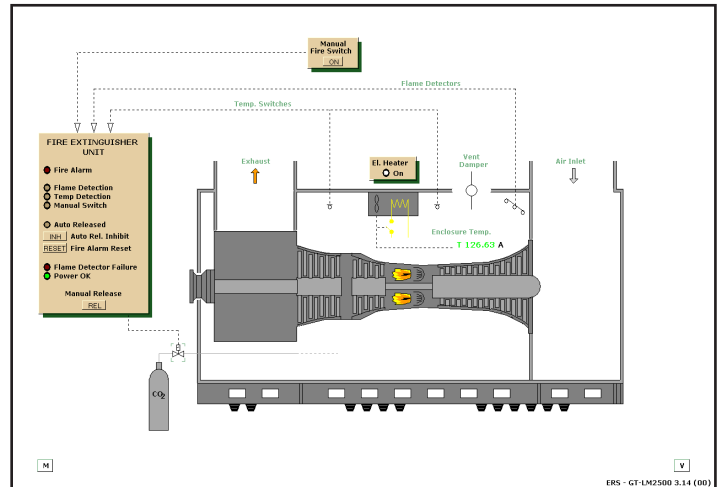 Manual
Fire Switch
ON
Flame Detectors
Temp. Switches
FIRE EXTINGUISHER
UNIT
Fire Alarm
Flame Detection
Temp Detection
Manual Switch
Auto Released
INH Auto Rel. Inhibit
RESET Fire Alarm Reset
Flame Detector Failure
Power OK
Manual Release
REL
Exhaust
El. Heater
On
Vent
Damper
Air Inlet
Enclosure Temp.
T 126.63 A
CO2
M
V
ERS - GT-LM2500 3.14 (00)